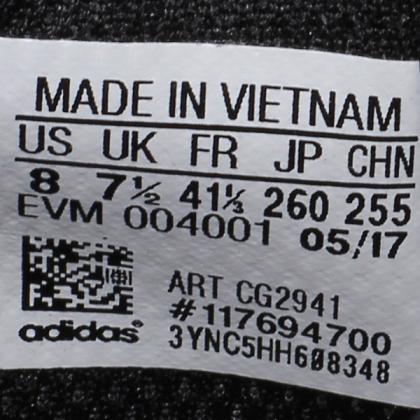 MADE IN VIETNAM
US UK FR JP CHN
8 7½ 41⅓ 260 255
EVM 004001 05/17
ART CG2941
#117694700
adidas® 3YNC5HH608348